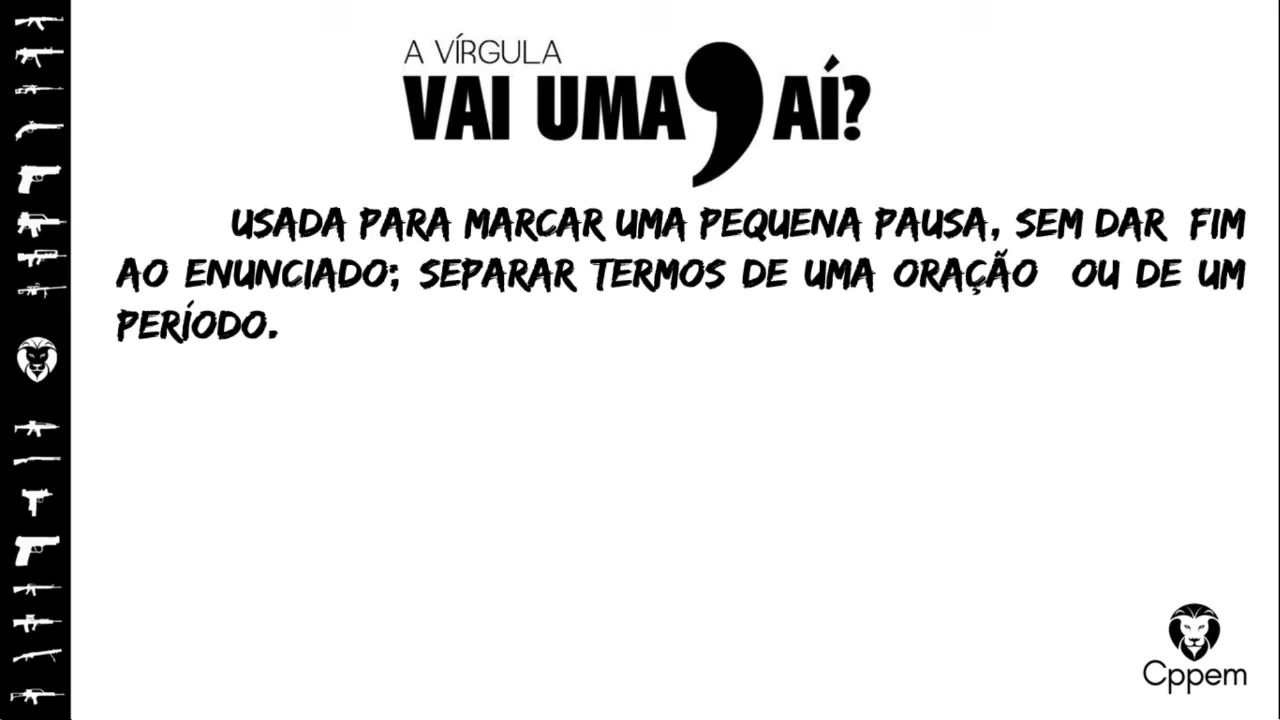 A VÍRGULA
VAI UMA, AÍ?
USADA PARA MARCAR UMA PEQUENA PAUSA, SEM DAR FIM
AO ENUNCIADO; SEPARAR TERMOS DE UMA ORAÇÃO OU DE UM
PERÍODO.
Cppem